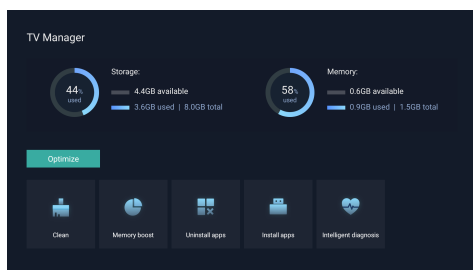 TV Manager
Storage:
44% used
4.4GB available
3.6GB used | 8.0GB total
Memory:
58% used
0.6GB available
0.9GB used | 1.5GB total
Optimize
Clean
Memory boost
Uninstall apps
Install apps
Intelligent diagnosis